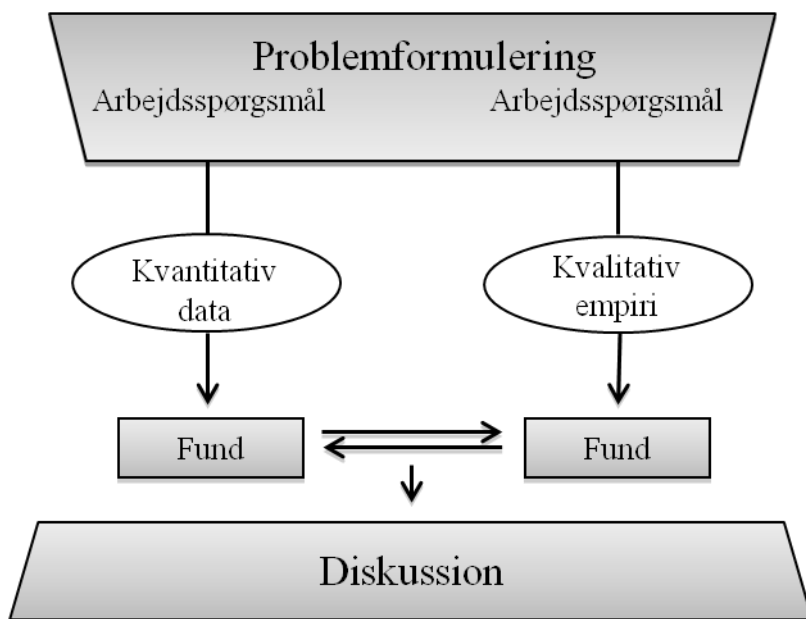 Problemformulering
Arbejdsspørgsmål
Arbejdsspørgsmål
Kvantitativ
data
Kvalitativ
empiri
Fund
Fund
Diskussion